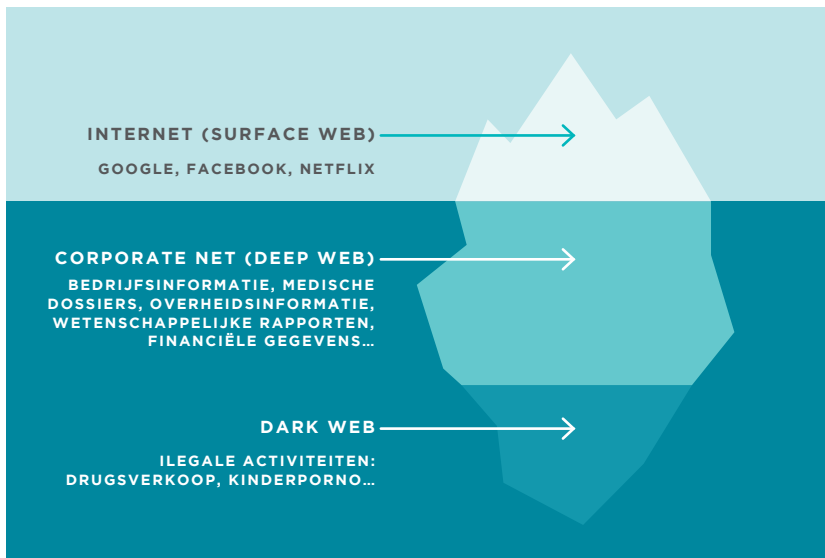 INTERNET (SURFACE WEB)
GOOGLE, FACEBOOK, NETFLIX
CORPORATE NET (DEEP WEB)
BEDRIJFSINFORMATIE, MEDISCHE
DOSSIERS, OVERHEIDSINFORMATIE,
WETENSCHAPPELIJKE RAPPORTEN,
FINANCIËLE GEGEVENS...
DARK WEB
ILEGALE ACTIVITEITEN:
DRUGSVERKOOP, KINDERPORNO...